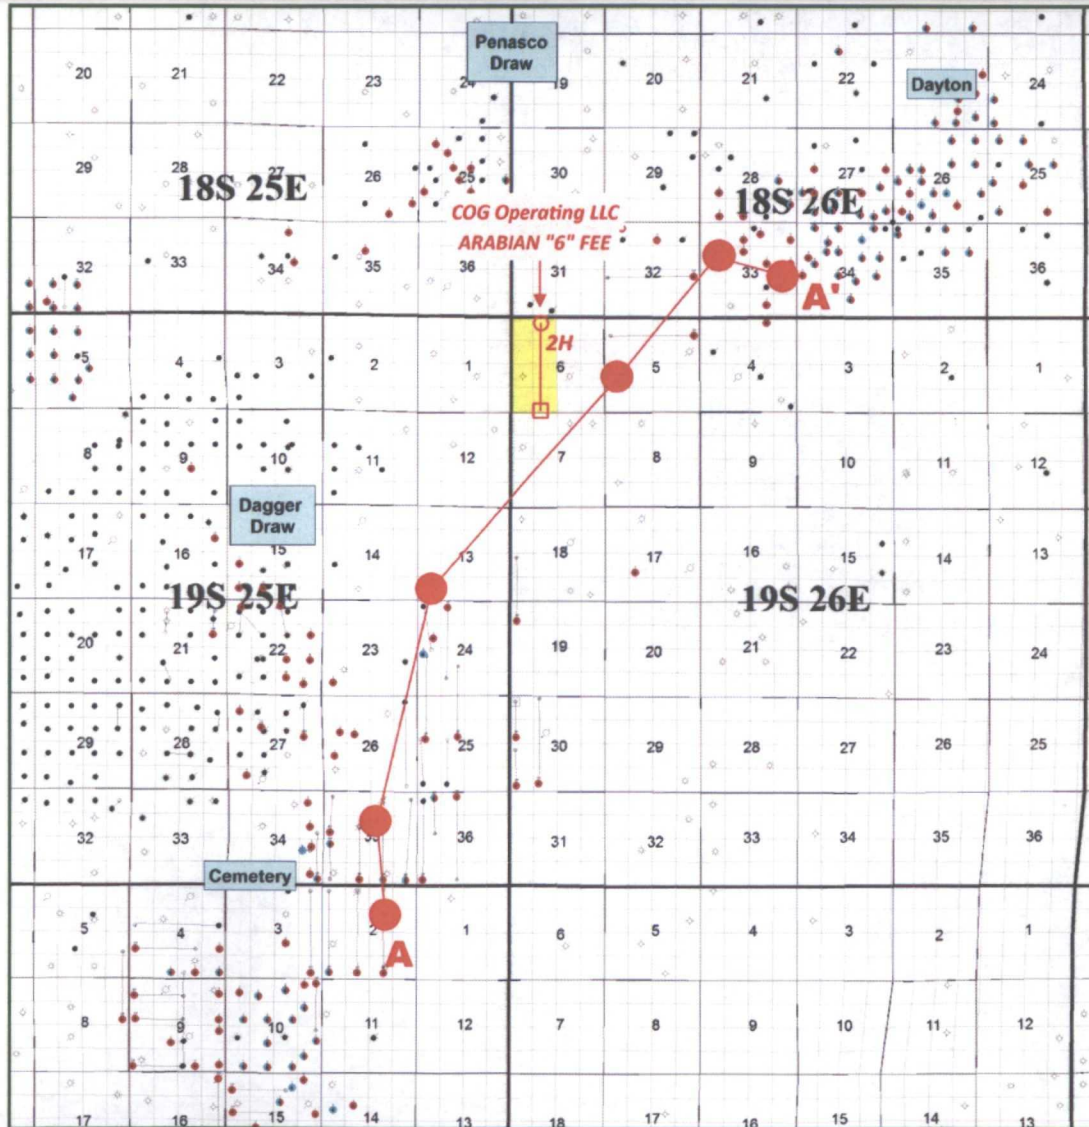 Penasco
Draw
Dayton
20 21 22 23 24 19 20 21 22 24
29 28 27 26 25 30 29 28 27 26 25
18S 25E
18S 26E
COG Operating LLC
ARABIAN "6" FEE
32 33 34 35 36 31 32 33 34 35 36
A'
2H
5 4 3 2 1 6 5 4 3 2 1
8 9 10 11 12 7 8 9 10 11 12
Dagger
Draw
17 16 15 14 13 18 17 16 15 14 13
19S 25E
19S 26E
20 21 22 23 24 19 20 21 22 23 24
29 28 27 26 25 30 29 28 27 26 25
32 33 34 35 36 31 32 33 34 35 36
Cemetery
5 4 3 2 1 6 5 4 3 2 1
A
8 9 10 11 12 7 8 9 10 11 12
17 16 15 14 13 18 17 16 15 14 13